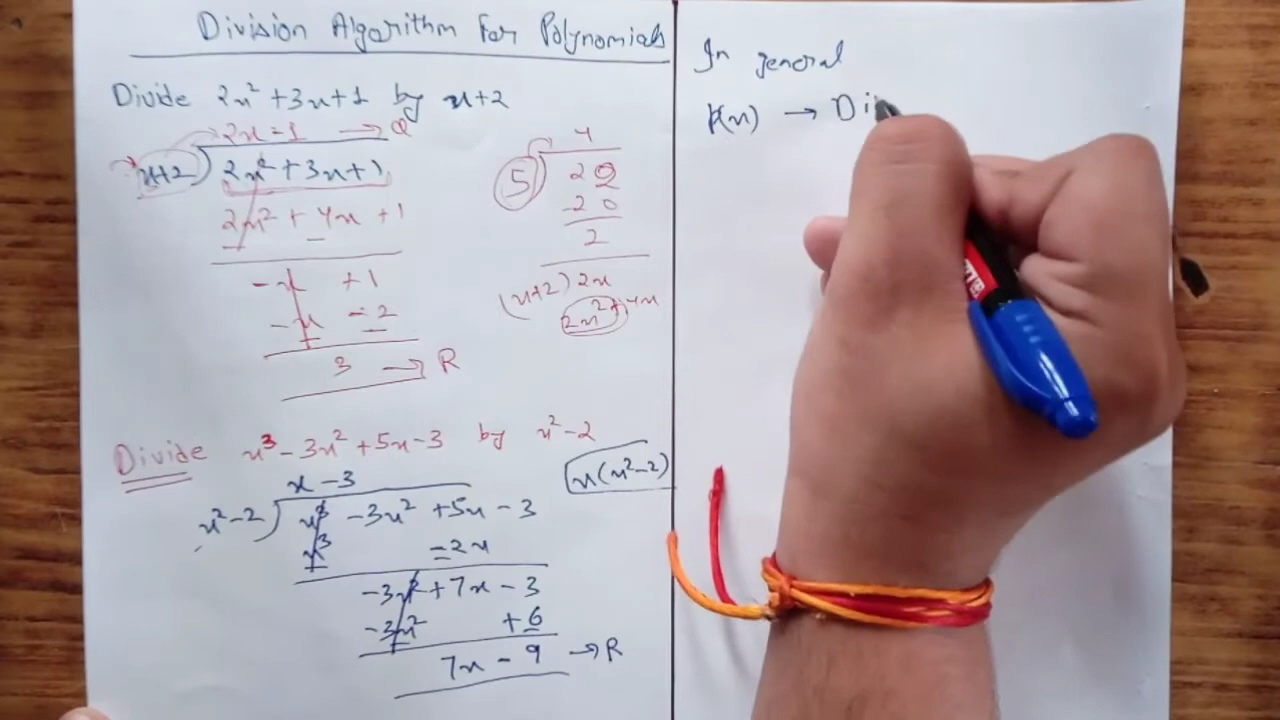 Division Algorithm For Polynomials
Divide 2x² + 3x + 1 by x+2
2x - 1 → Q
x+2 ) 2x² + 3x + 1
2x² + 4x + 1
-x + 1
-x - 2
3 → R
4
5 ) 22
20
2
(x+2) 2x
2x² + 4x
Divide x³ - 3x² + 5x - 3 by x² - 2
x(x²-2)
x - 3
x²-2 ) x³ - 3x² + 5x - 3
x³ - 2x
-3x² + 7x - 3
-3x² + 6
7x - 9 → R
In general
P(x) → Di